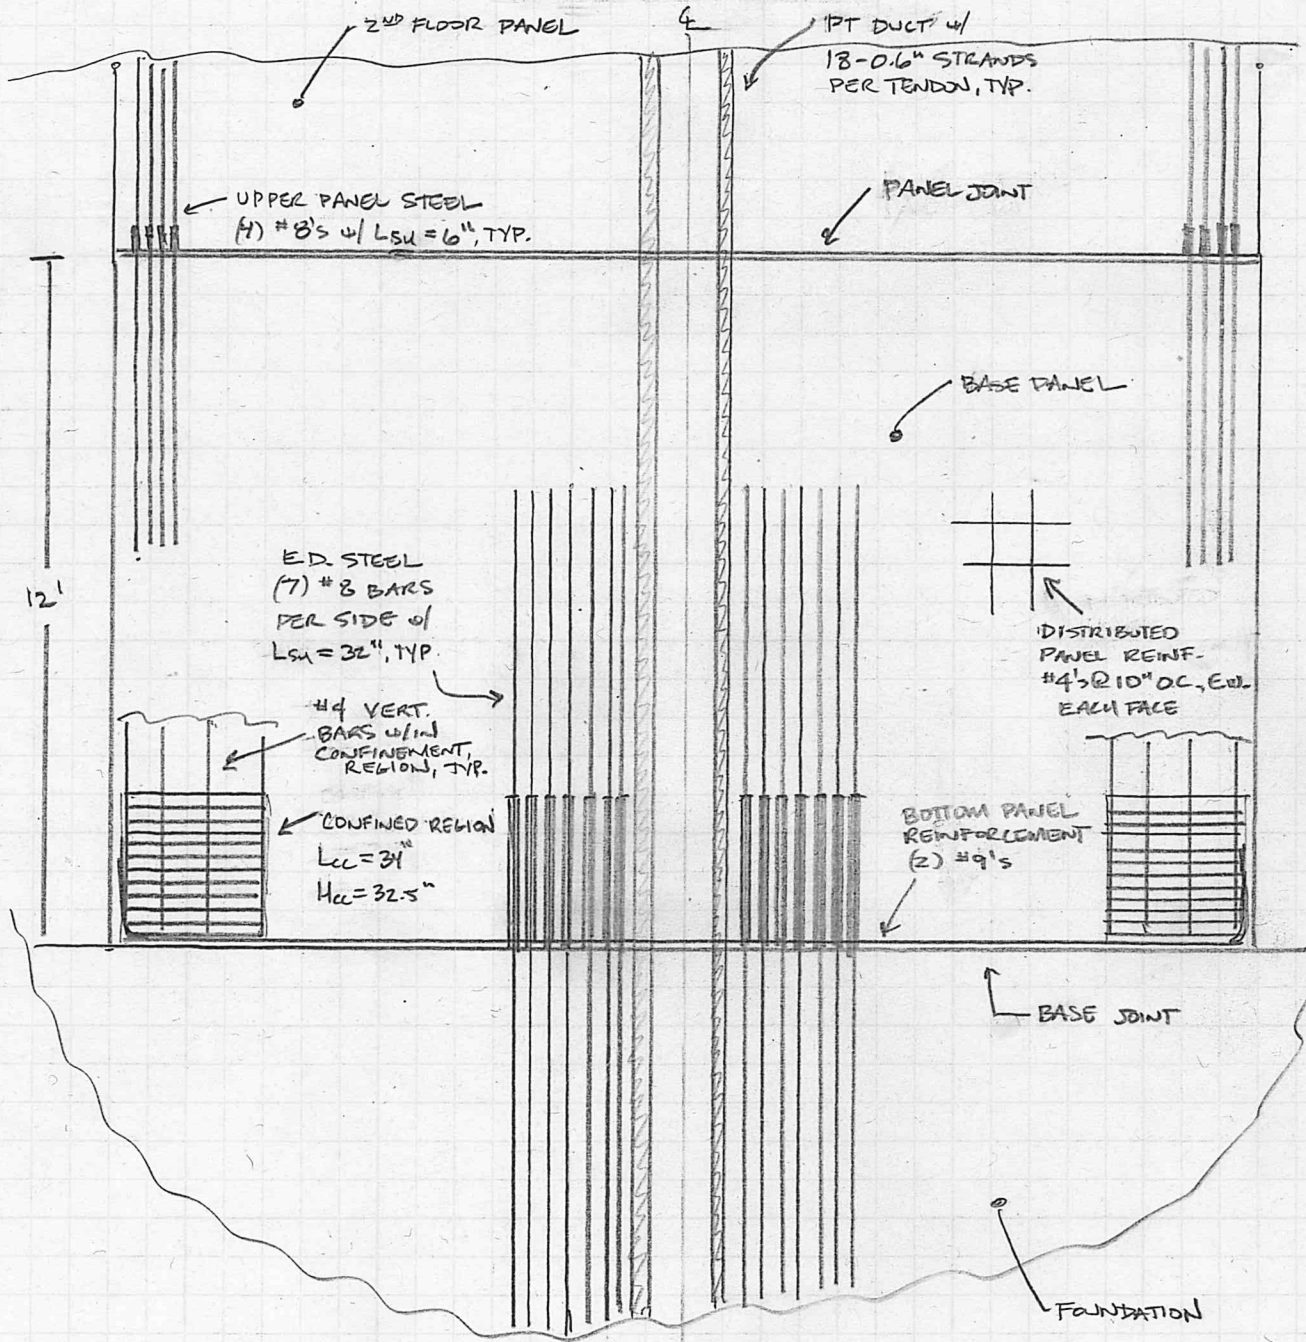 2ND FLOOR PANEL
℄
PT DUCT w/
18-0.6" STRANDS
PER TENDON, TYP.
UPPER PANEL STEEL
(4) #8's w/ Lsu = 6", TYP.
PANEL JOINT
BASE PANEL
12'
E.D. STEEL
(7) #8 BARS
PER SIDE w/
Lsu = 32", TYP.
DISTRIBUTED
PANEL REINF.
#4's @ 10" O.C., E.W.
EACH FACE
#4 VERT.
BARS w/IN
CONFINEMENT,
REGION, TYP.
CONFINED REGION
Lcc = 34"
Hcc = 32.5"
BOTTOM PANEL
REINFORCEMENT
(2) #9's
BASE JOINT
FOUNDATION